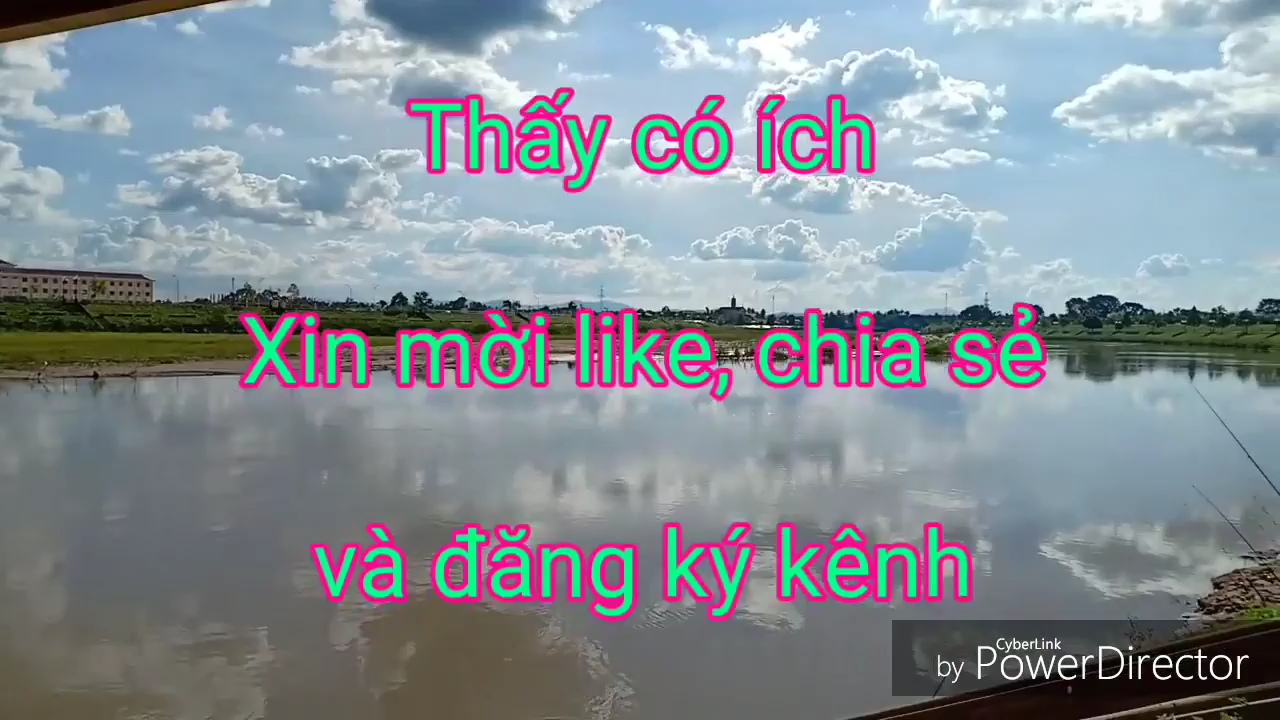 Thấy có ích
Xin mời like, chia sẻ
và đăng ký kênh
CyberLink
by PowerDirector